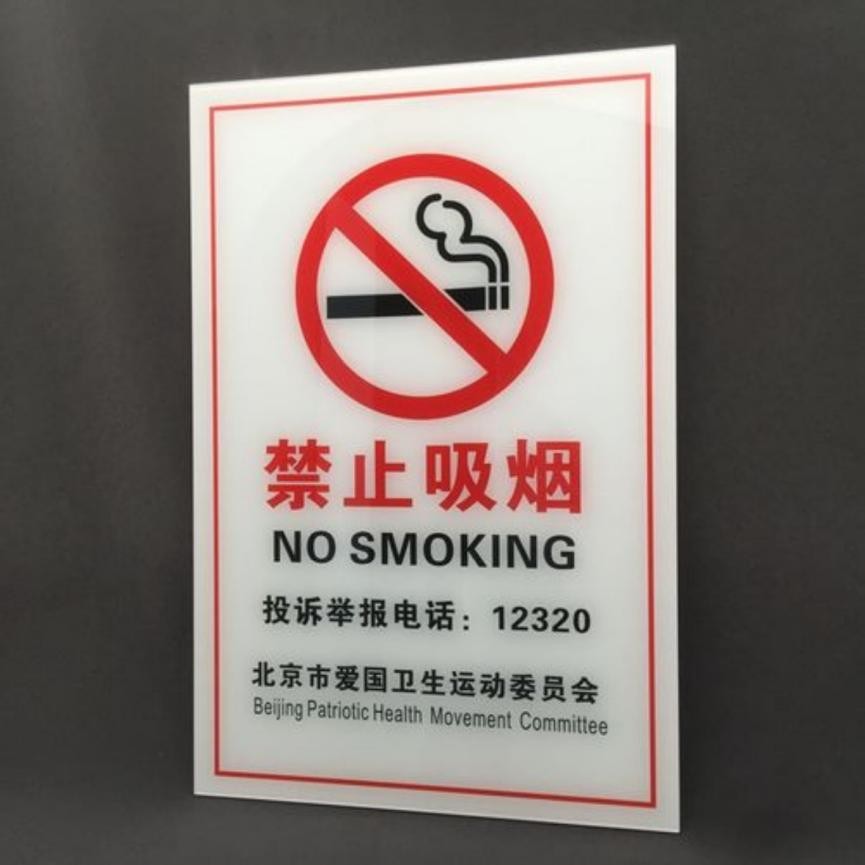 禁止吸烟
NO SMOKING
投诉举报电话：12320
北京市爱国卫生运动委员会
Beijing Patriotic Health Movement Committee